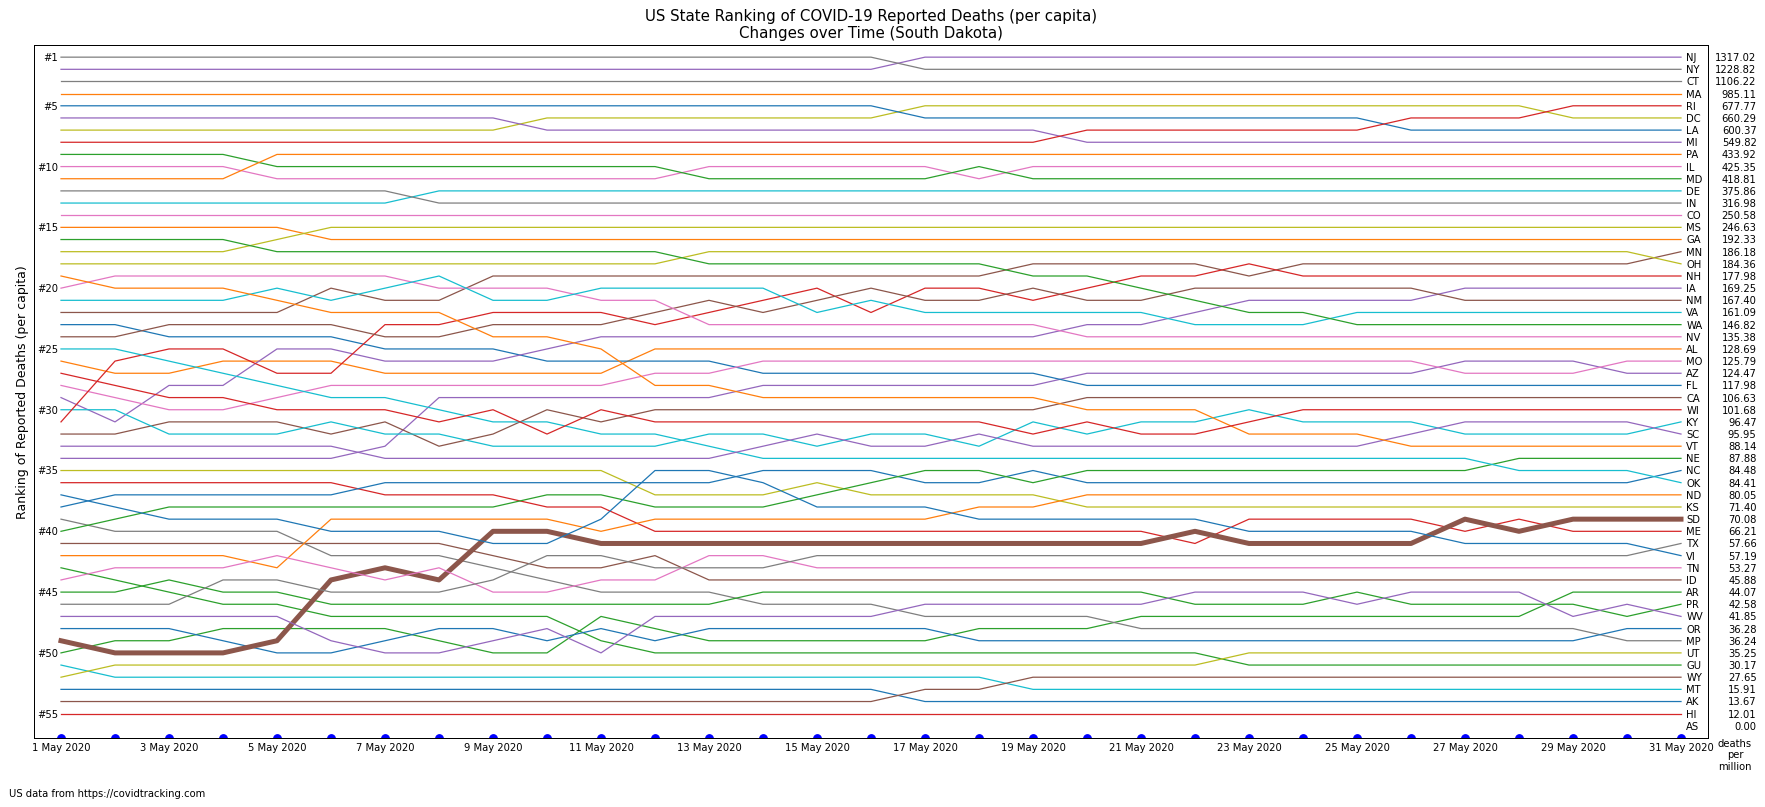 US State Ranking of COVID-19 Reported Deaths (per capita)
Changes over Time (South Dakota)
Ranking of Reported Deaths (per capita)
#1
#5
#10
#15
#20
#25
#30
#35
#40
#45
#50
#55
NJ 1317.02
NY 1228.82
CT 1106.22
MA 985.11
RI 677.77
DC 660.29
LA 600.37
MI 549.82
PA 433.92
IL 425.35
MD 418.81
DE 375.86
IN 316.98
CO 250.58
MS 246.63
GA 192.33
MN 186.18
OH 184.36
NH 177.98
IA 169.25
NM 167.40
VA 161.09
WA 146.82
NV 135.38
AL 128.69
MO 125.79
AZ 124.47
FL 117.98
CA 106.63
WI 101.68
KY 96.47
SC 95.95
VT 88.14
NE 87.88
NC 84.48
OK 84.41
ND 80.05
KS 71.40
SD 70.08
ME 66.21
TX 57.66
VI 57.19
TN 53.27
ID 45.88
AR 44.07
PR 42.58
WV 41.85
OR 36.28
MP 36.24
UT 35.25
GU 30.17
WY 27.65
MT 15.91
AK 13.67
HI 12.01
AS 0.00
1 May 2020 3 May 2020 5 May 2020 7 May 2020 9 May 2020 11 May 2020 13 May 2020 15 May 2020 17 May 2020 19 May 2020 21 May 2020 23 May 2020 25 May 2020 27 May 2020 29 May 2020 31 May 2020
deaths
per
million
US data from https://covidtracking.com